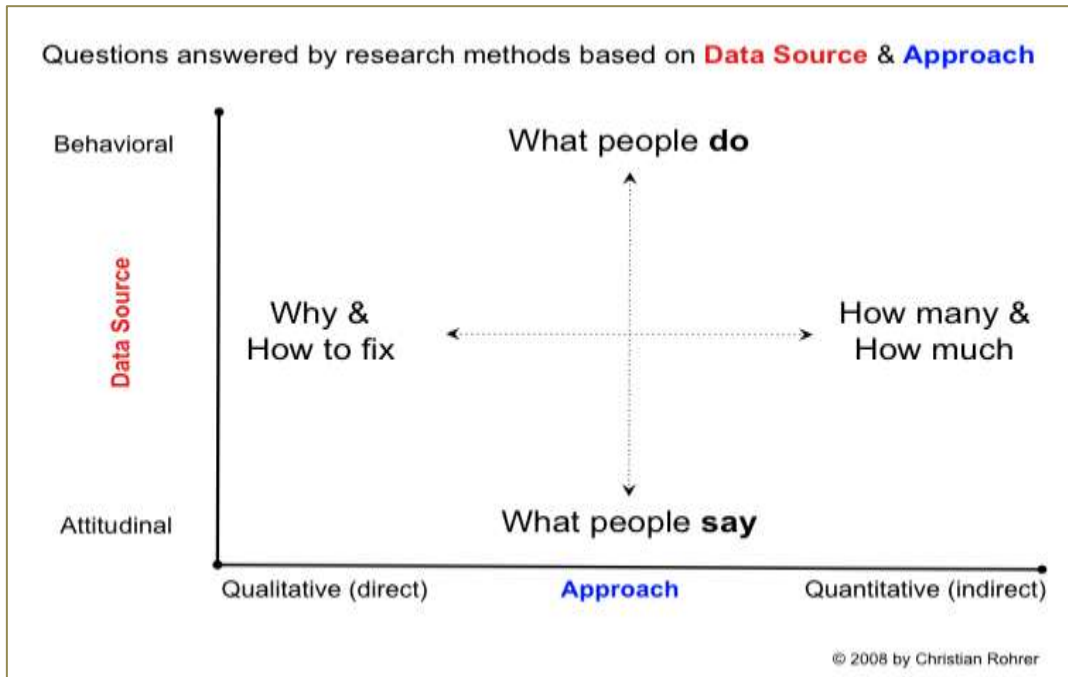 Questions answered by research methods based on Data Source & Approach
Behavioral
What people do
Data Source
Why &
How to fix
How many &
How much
Attitudinal
What people say
Qualitative (direct)
Approach
Quantitative (indirect)
© 2008 by Christian Rohrer